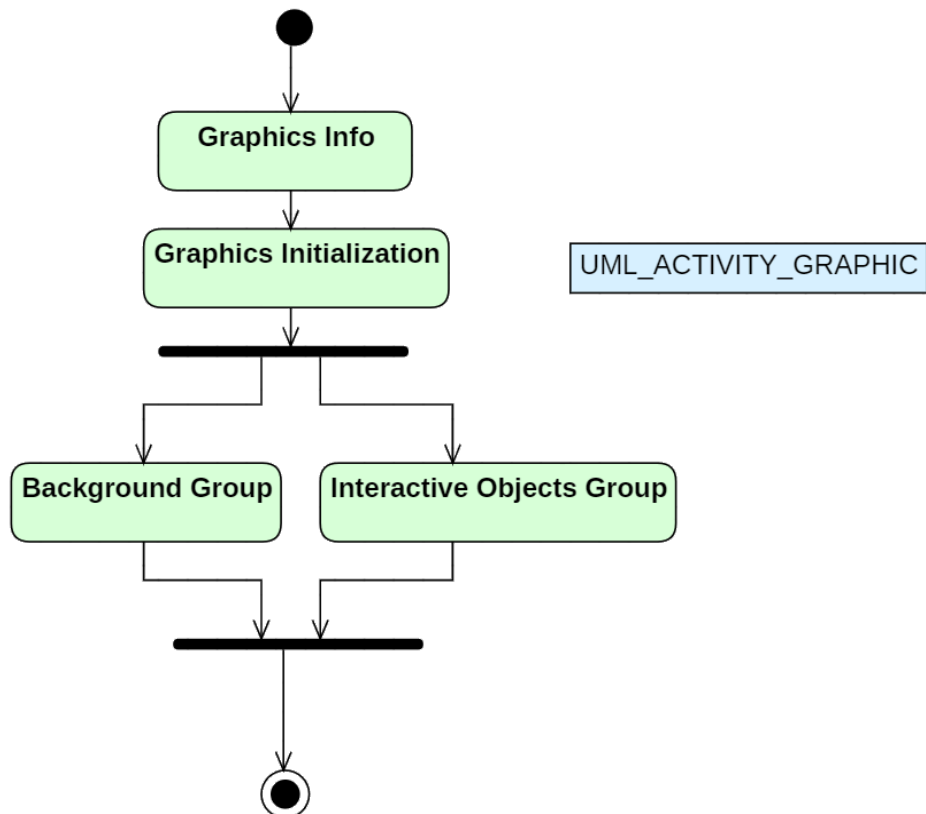 Graphics Info
Graphics Initialization
UML_ACTIVITY_GRAPHIC
Background Group
Interactive Objects Group